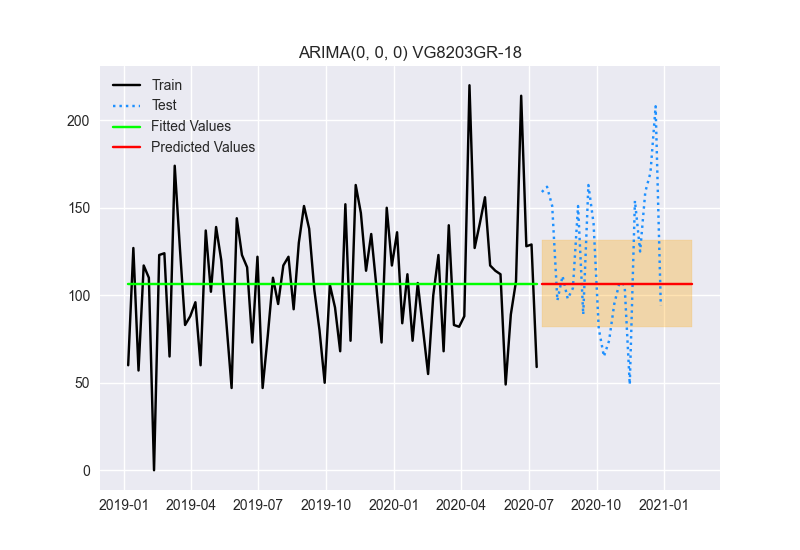 ARIMA(0, 0, 0) VG8203GR-18
Train
Test
Fitted Values
Predicted Values
200
150
100
50
0
2019-01 2019-04 2019-07 2019-10 2020-01 2020-04 2020-07 2020-10 2021-01